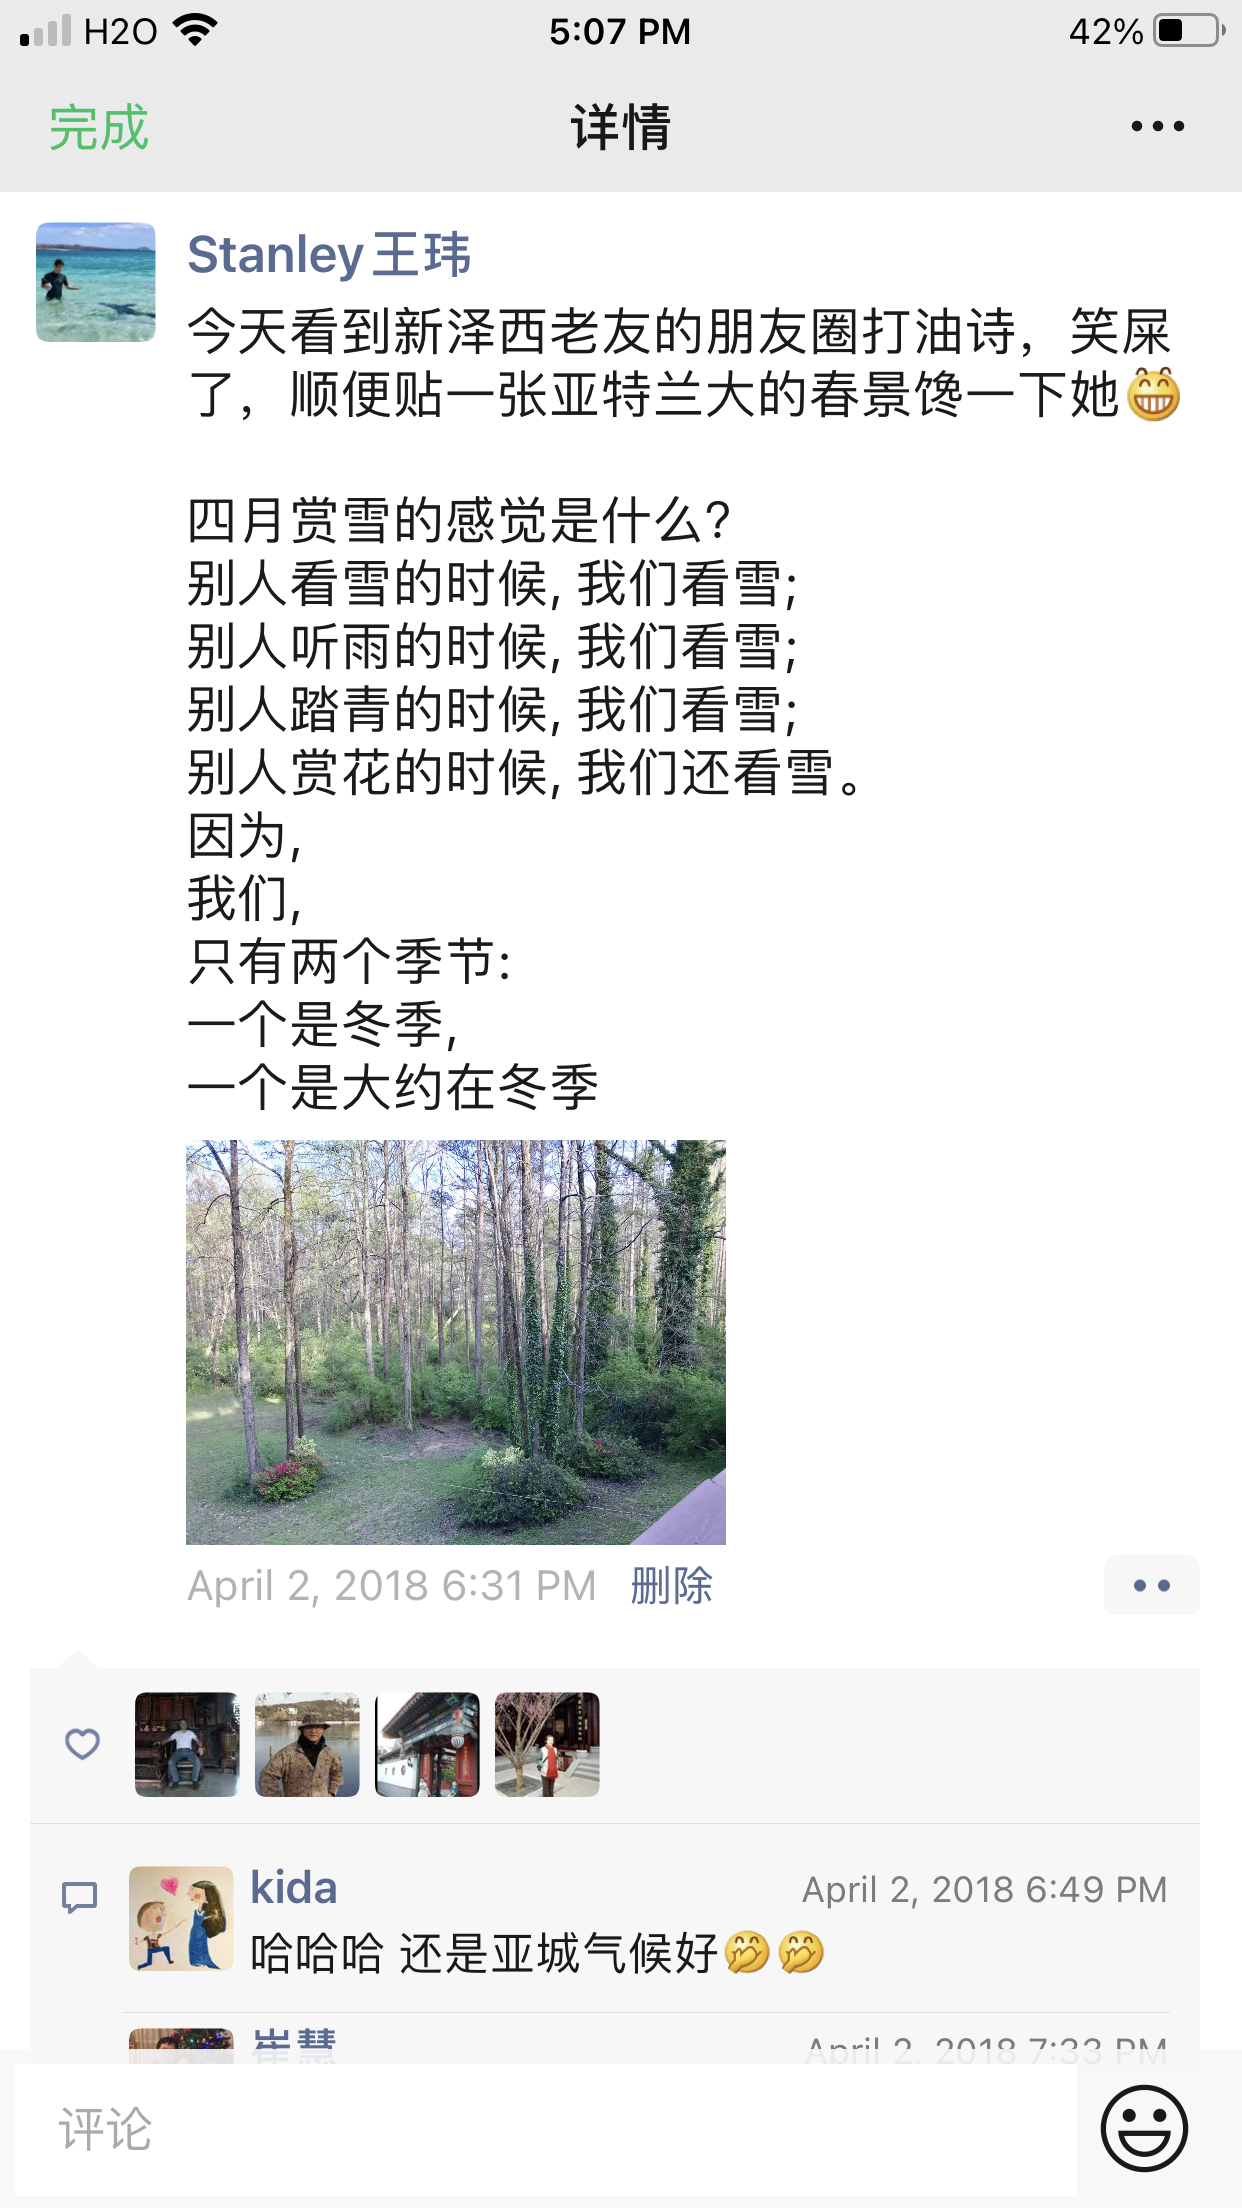 H2O
5:07 PM
42%
完成
详情
Stanley王玮
今天看到新泽西老友的朋友圈打油诗，笑屎
了，顺便贴一张亚特兰大的春景馋一下她😁
四月赏雪的感觉是什么?
别人看雪的时候, 我们看雪;
别人听雨的时候, 我们看雪;
别人踏青的时候, 我们看雪;
别人赏花的时候, 我们还看雪。
因为,
我们,
只有两个季节:
一个是冬季,
一个是大约在冬季
April 2, 2018 6:31 PM 删除
kida
April 2, 2018 6:49 PM
哈哈哈 还是亚城气候好🤭🤭
崔慧
April 2, 2018 7:33 PM
评论